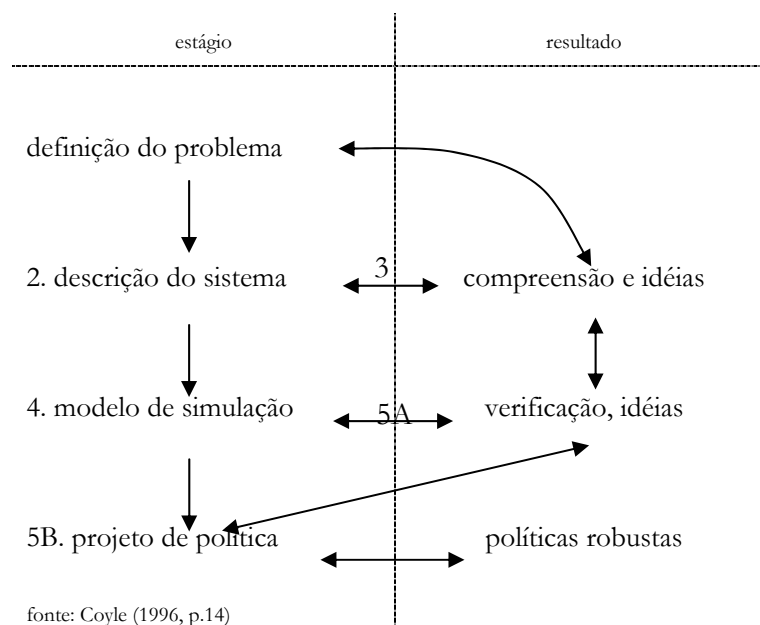 estágio resultado
definição do problema
2. descrição do sistema 3 compreensão e idéias
4. modelo de simulação 5A verificação, idéias
5B. projeto de política políticas robustas
fonte: Coyle (1996, p.14)